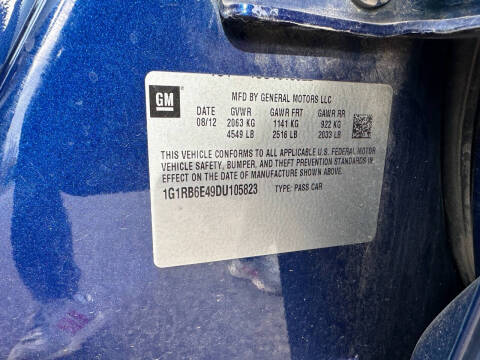 GM
MFD BY GENERAL MOTORS LLC
DATE GVWR GAWR FRT GAWR RR
08/12 2063 KG 1141 KG 922 KG
4549 LB 2516 LB 2033 LB
THIS VEHICLE CONFORMS TO ALL APPLICABLE U.S. FEDERAL MOTOR
VEHICLE SAFETY, BUMPER, AND THEFT PREVENTION STANDARDS IN
EFFECT ON THE DATE OF MANUFACTURE SHOWN ABOVE.
1G1RB6E49DU105823 TYPE: PASS CAR